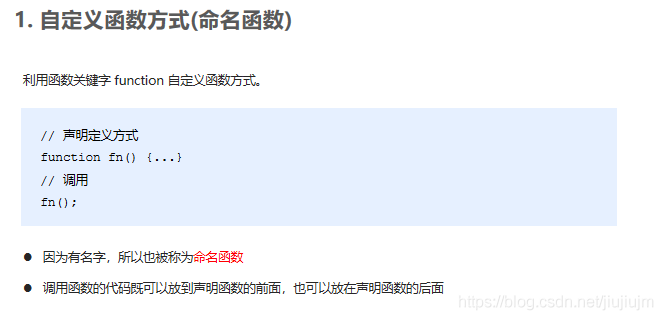 1. 自定义函数方式(命名函数)
利用函数关键字 function 自定义函数方式。
// 声明定义方式
function fn() {...}
// 调用
fn();
● 因为有名字，所以也被称为命名函数
● 调用函数的代码既可以放到声明函数的前面，也可以放在声明函数的后面
https://blog.csdn.net/jiujiujm